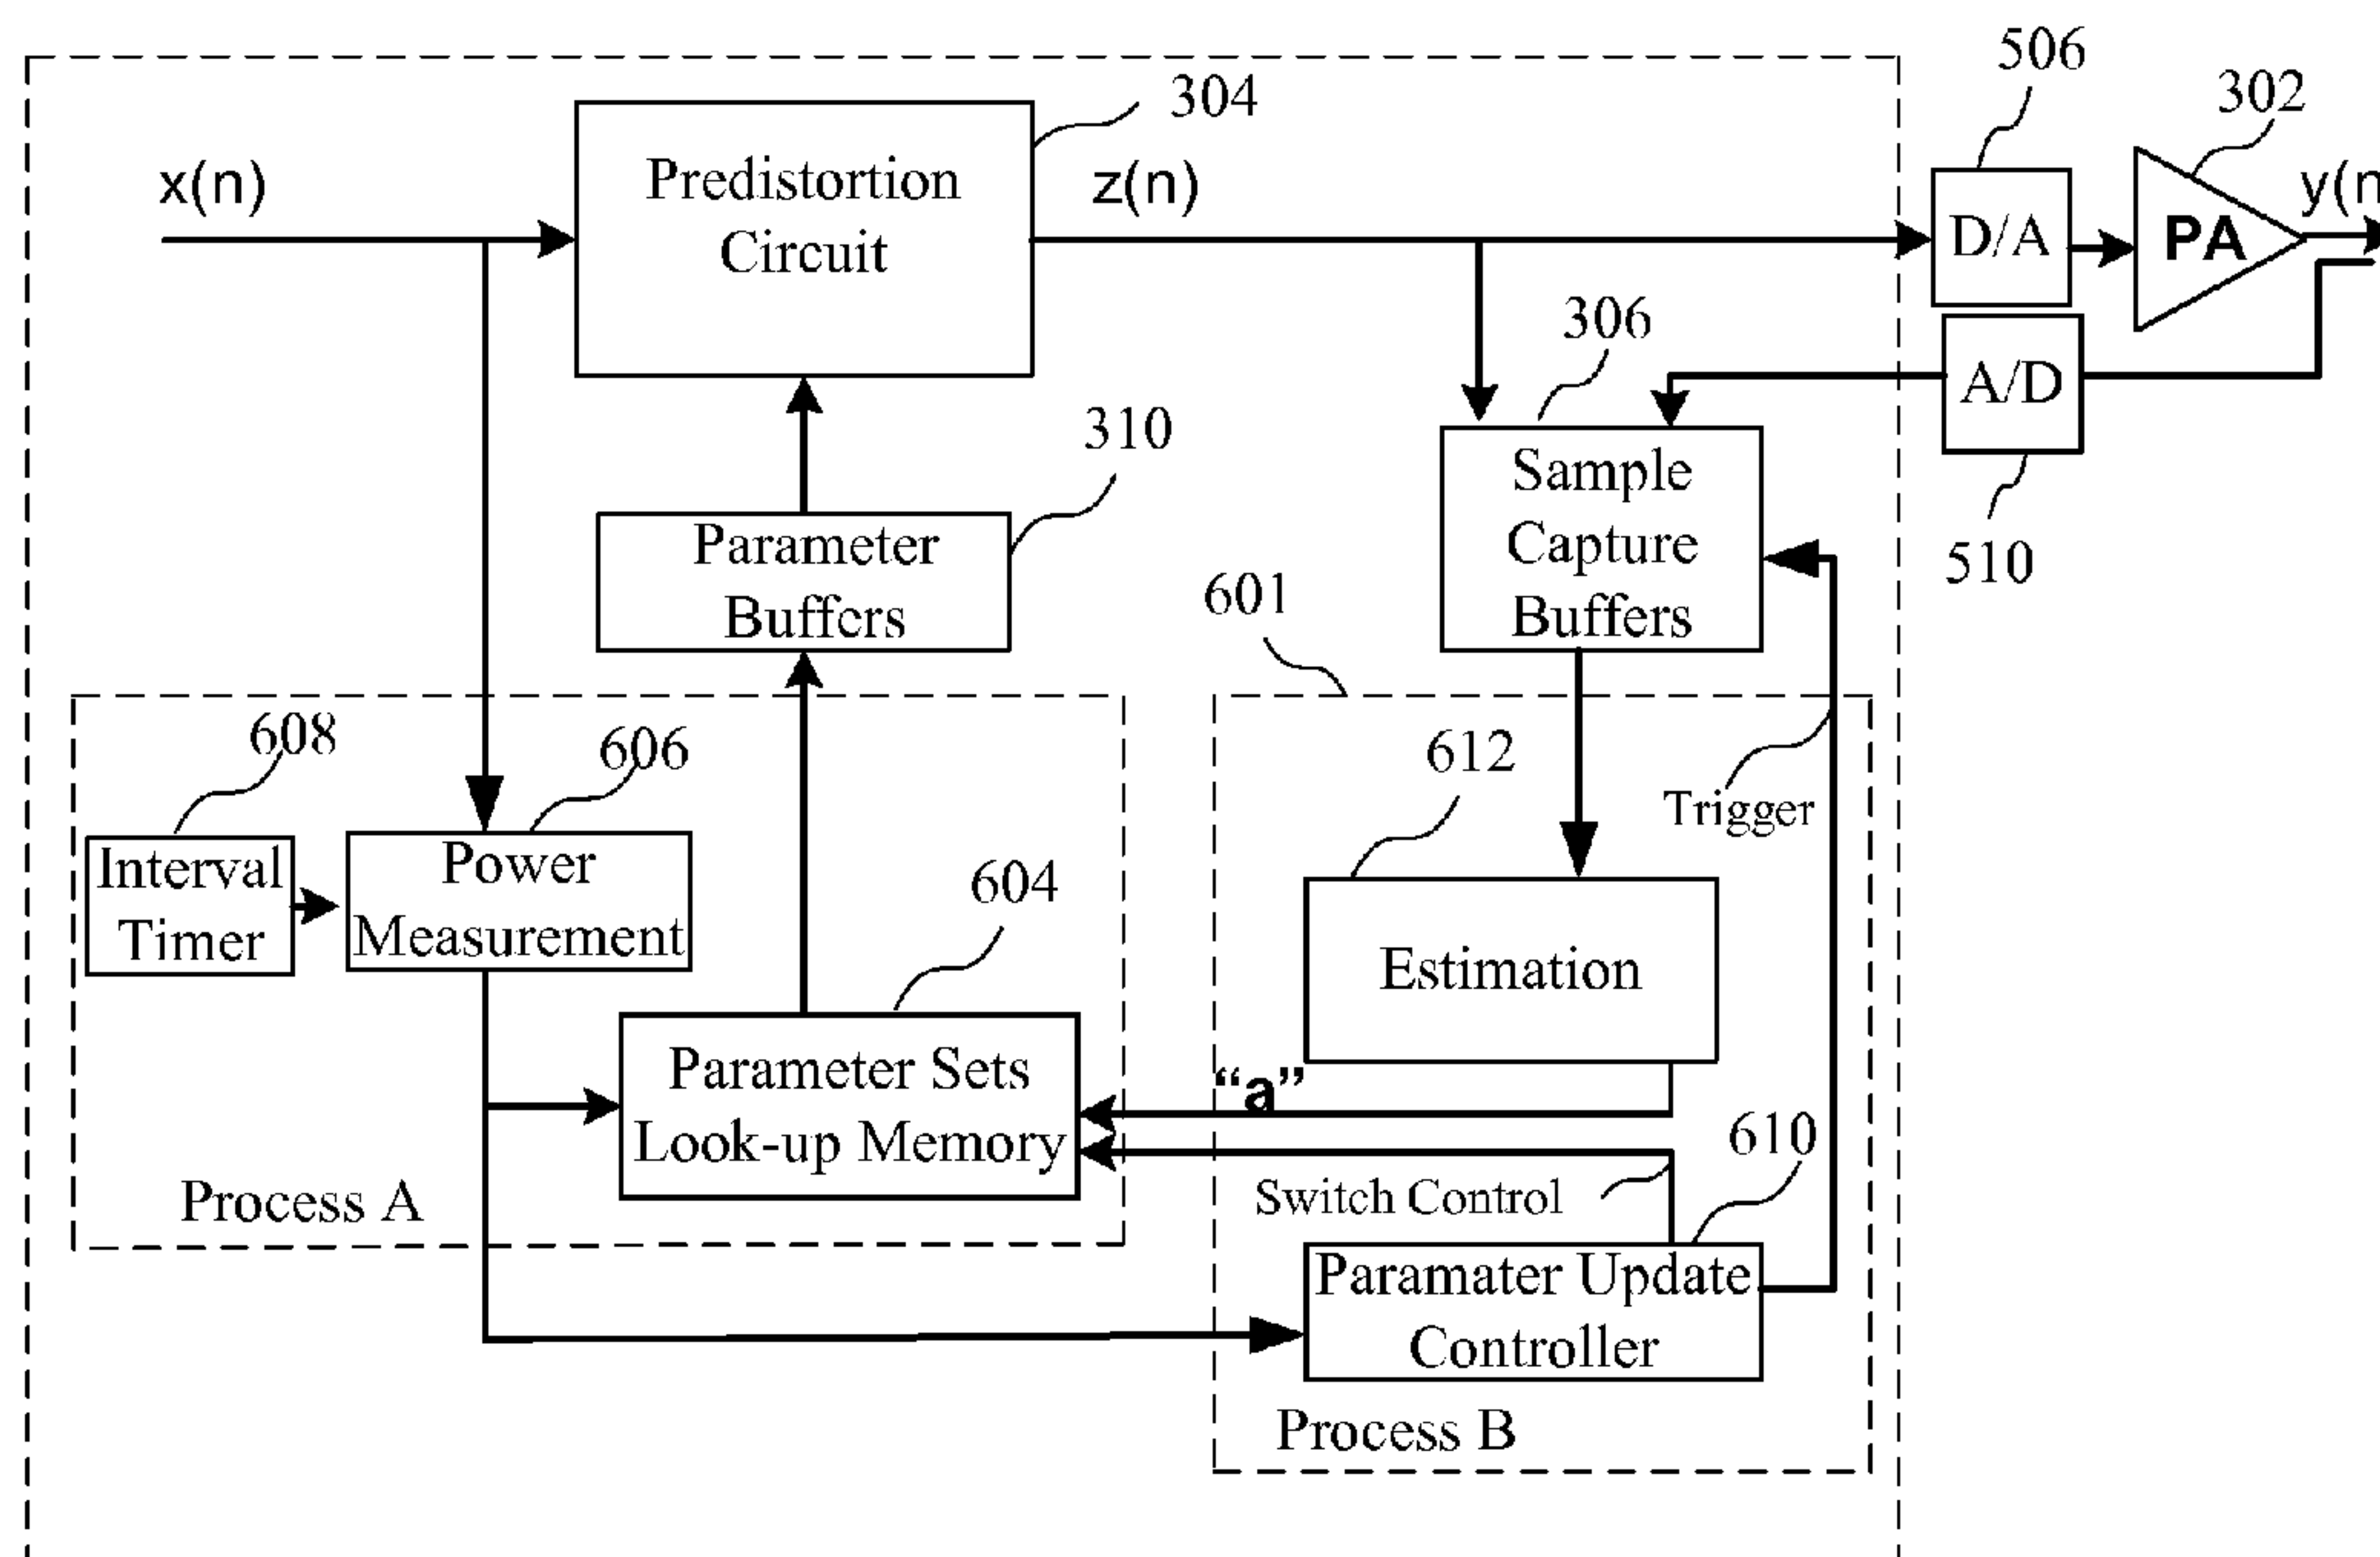 506
302
304
x(n)
Predistortion
Circuit
z(n)
D/A
PA
y(n
306
A/D
310
Sample
Capture
Buffers
510
Parameter
Buffers
601
608
606
612
Trigger
Interval
Timer
Power
Measurement
604
Estimation
Parameter Sets
Look-up Memory
“a”
610
Switch Control
Process A
Paramater Update
Controller
Process B